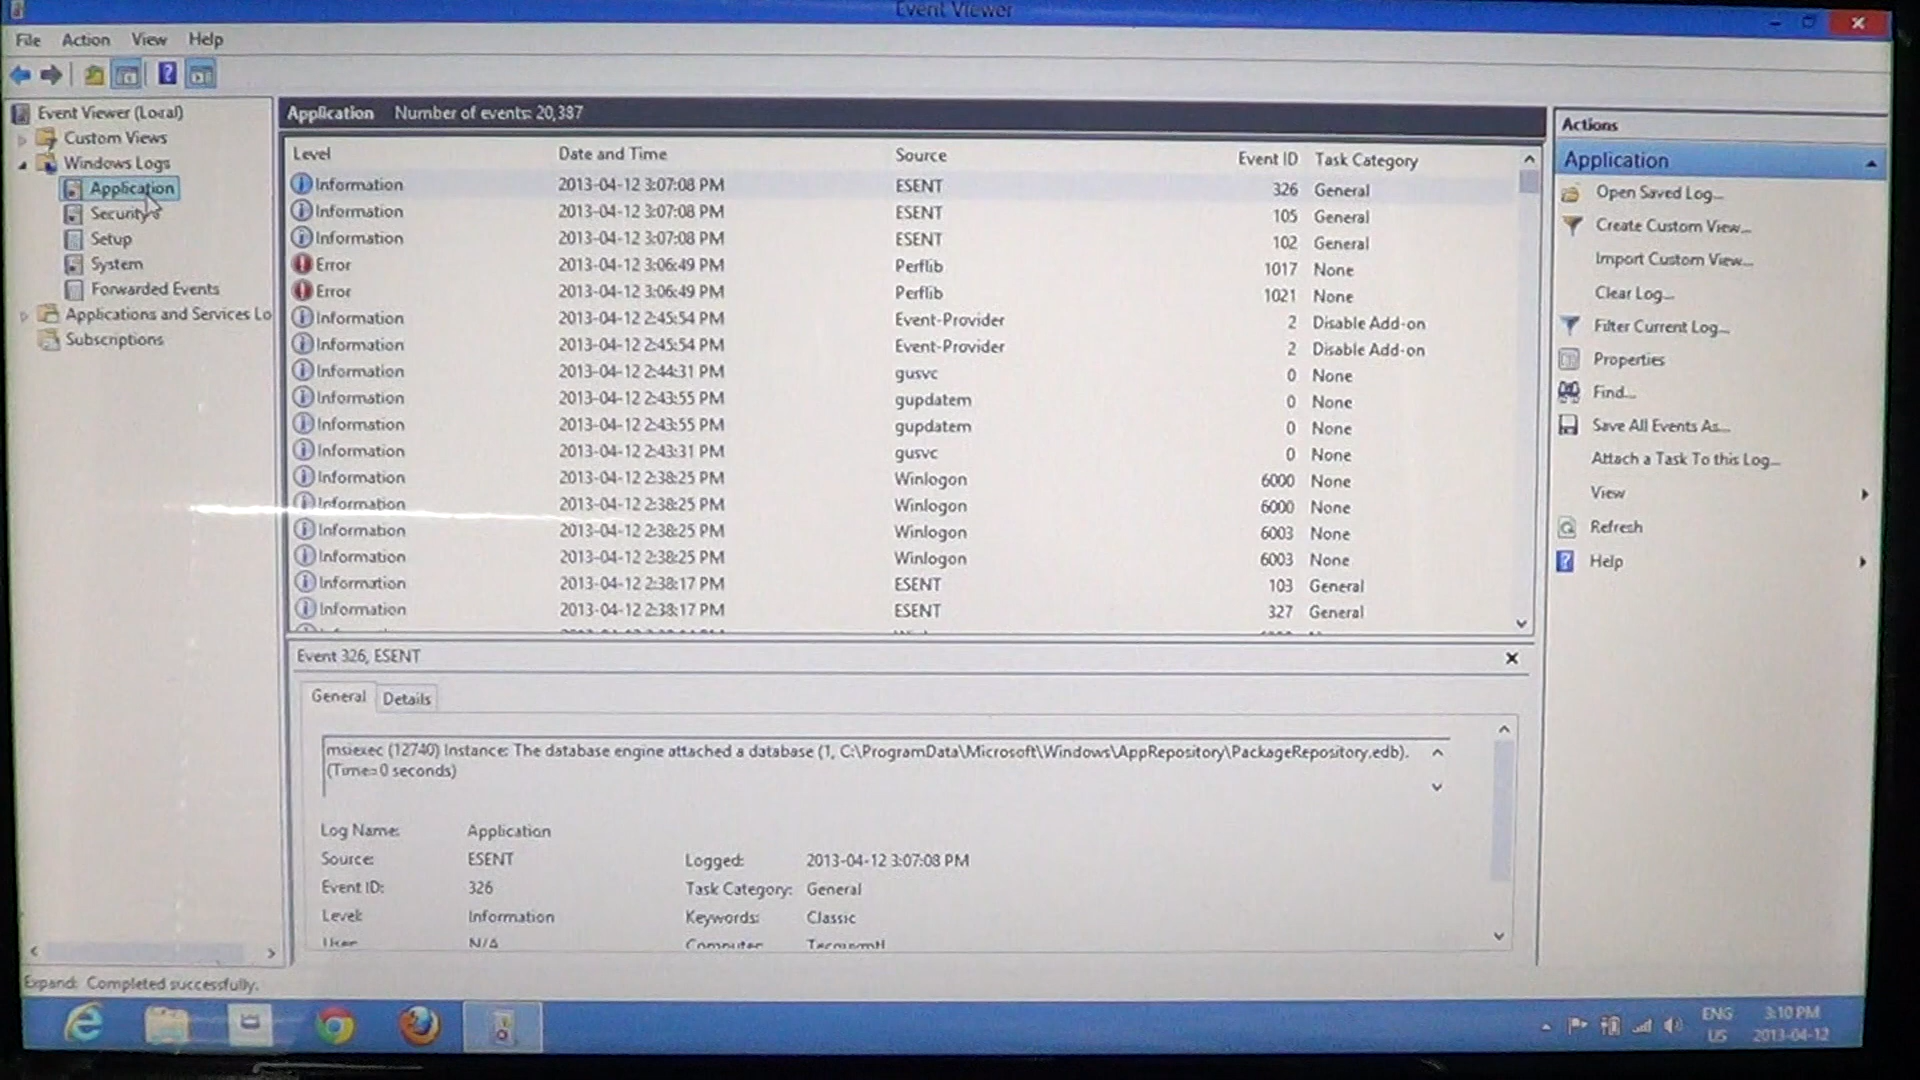 Event Viewer
File Action View Help
Event Viewer (Local)
Custom Views
Windows Logs
Application
Security
Setup
System
Forwarded Events
Applications and Services Lo
Subscriptions
Application Number of events: 20,387
Level Date and Time Source Event ID Task Category
Information 2013-04-12 3:07:08 PM ESENT 326 General
Information 2013-04-12 3:07:08 PM ESENT 105 General
Information 2013-04-12 3:07:08 PM ESENT 102 General
Error 2013-04-12 3:06:49 PM Perflib 1017 None
Error 2013-04-12 3:06:49 PM Perflib 1021 None
Information 2013-04-12 2:45:54 PM Event-Provider 2 Disable Add-on
Information 2013-04-12 2:45:54 PM Event-Provider 2 Disable Add-on
Information 2013-04-12 2:44:31 PM gusvc 0 None
Information 2013-04-12 2:43:55 PM gupdatem 0 None
Information 2013-04-12 2:43:55 PM gupdatem 0 None
Information 2013-04-12 2:43:31 PM gusvc 0 None
Information 2013-04-12 2:38:25 PM Winlogon 6000 None
Information 2013-04-12 2:38:25 PM Winlogon 6000 None
Information 2013-04-12 2:38:25 PM Winlogon 6003 None
Information 2013-04-12 2:38:25 PM Winlogon 6003 None
Information 2013-04-12 2:38:17 PM ESENT 103 General
Information 2013-04-12 2:38:17 PM ESENT 327 General
Event 326, ESENT
General Details
msiexec (12740) Instance: The database engine attached a database (1, C:\ProgramData\Microsoft\Windows\AppRepository\PackageRepository.edb).
(Time=0 seconds)
Log Name: Application
Source: ESENT Logged: 2013-04-12 3:07:08 PM
Event ID: 326 Task Category: General
Level: Information Keywords: Classic
User: N/A Computer:
Actions
Application
Open Saved Log...
Create Custom View...
Import Custom View...
Clear Log...
Filter Current Log...
Properties
Find...
Save All Events As...
Attach a Task To this Log...
View
Refresh
Help
Expand: Completed successfully.
ENG 3:10 PM
US 2013-04-12